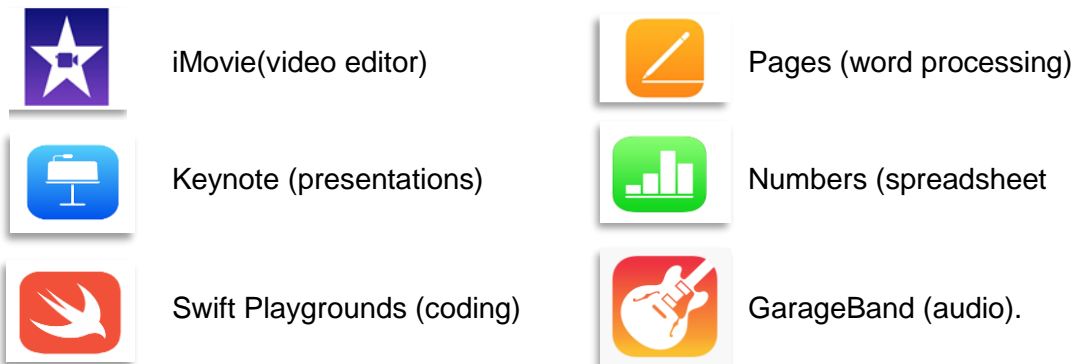 iMovie(video editor)
Pages (word processing)
Keynote (presentations)
Numbers (spreadsheet
Swift Playgrounds (coding)
GarageBand (audio).